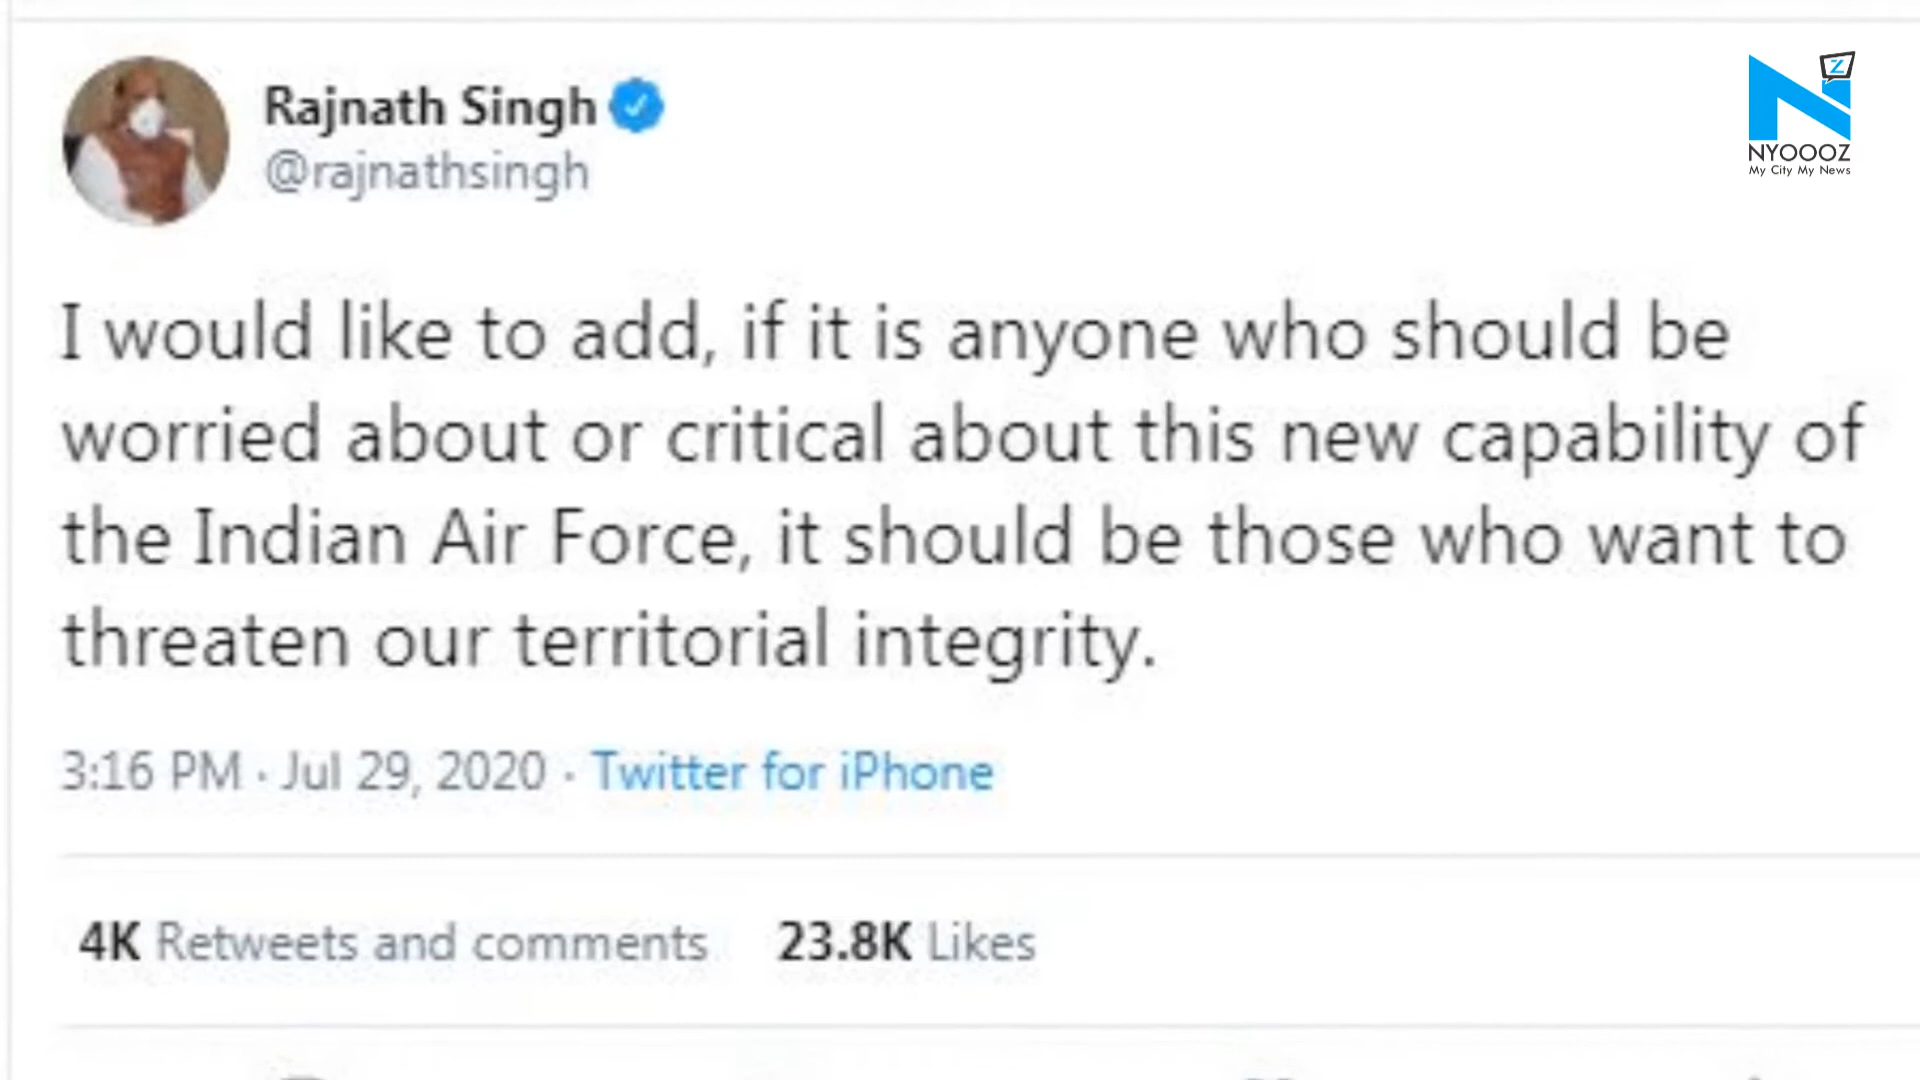 Rajnath Singh
@rajnathsingh
Z
NYOOOZ
My City My News
I would like to add, if it is anyone who should be
worried about or critical about this new capability of
the Indian Air Force, it should be those who want to
threaten our territorial integrity.
3:16 PM · Jul 29, 2020 · Twitter for iPhone
4K Retweets and comments 23.8K Likes